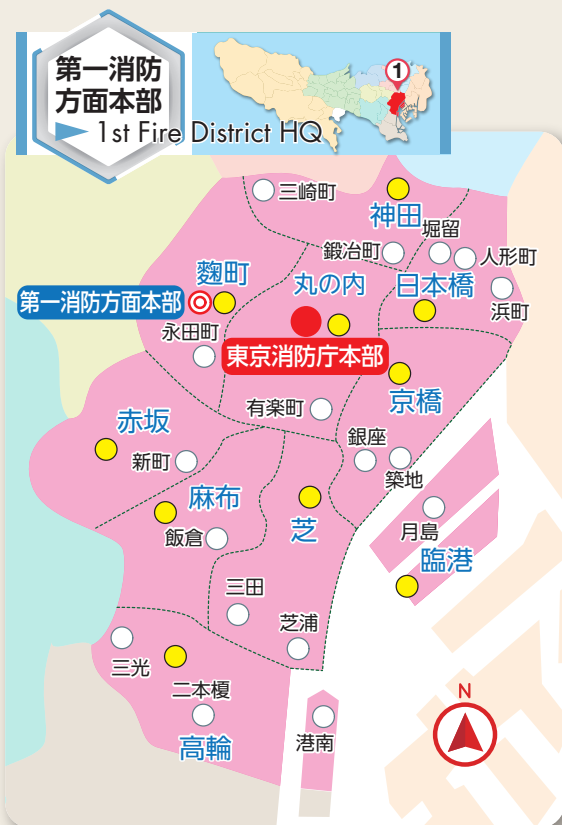 第一消防
方面本部
1st Fire District HQ
1
三崎町
神田
堀留
鍛冶町
人形町
麴町
丸の内
日本橋
浜町
第一消防方面本部
永田町
東京消防庁本部
京橋
有楽町
赤坂
銀座
新町
築地
麻布
芝
月島
飯倉
臨港
三田
芝浦
三光
二本榎
N
高輪
港南